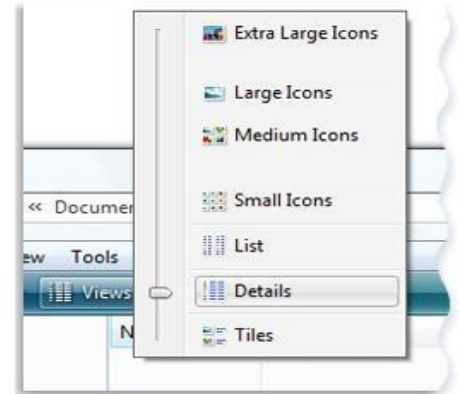 Extra Large Icons
Large Icons
Medium Icons
« Documen
Small Icons
List
ew Tools
Views
Details
N
Tiles